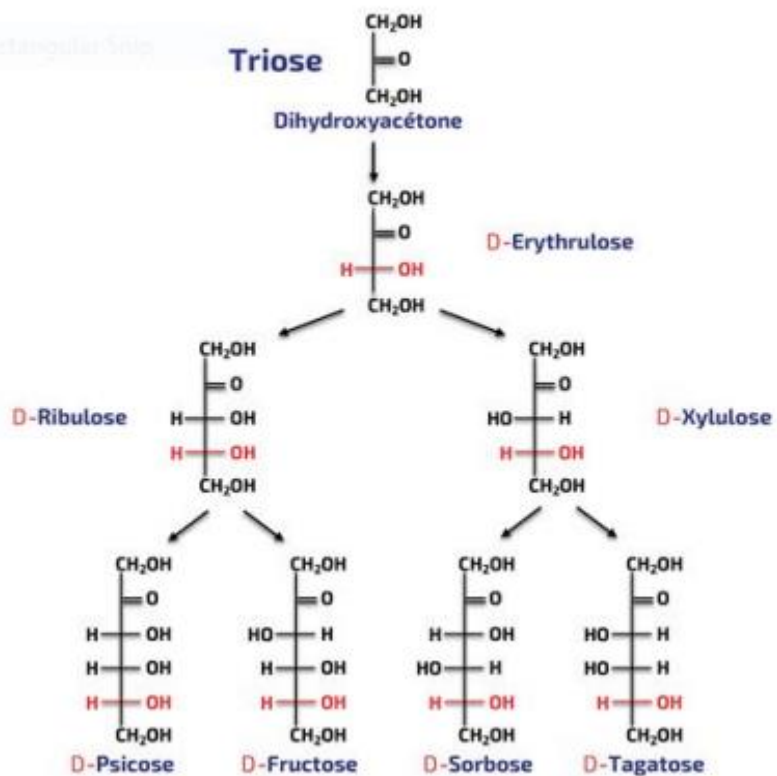 CH₂OH
Triose
O
CH₂OH
Dihydroxyacétone
CH₂OH
O
D-Erythrulose
H OH
CH₂OH
CH₂OH CH₂OH
O O
D-Ribulose H OH HO H D-Xylulose
H OH H OH
CH₂OH CH₂OH
CH₂OH CH₂OH CH₂OH CH₂OH
O O O O
H OH HO H H OH HO H
H OH H OH HO H HO H
H OH H OH H OH H OH
CH₂OH CH₂OH CH₂OH CH₂OH
D-Psicose D-Fructose D-Sorbose D-Tagatose